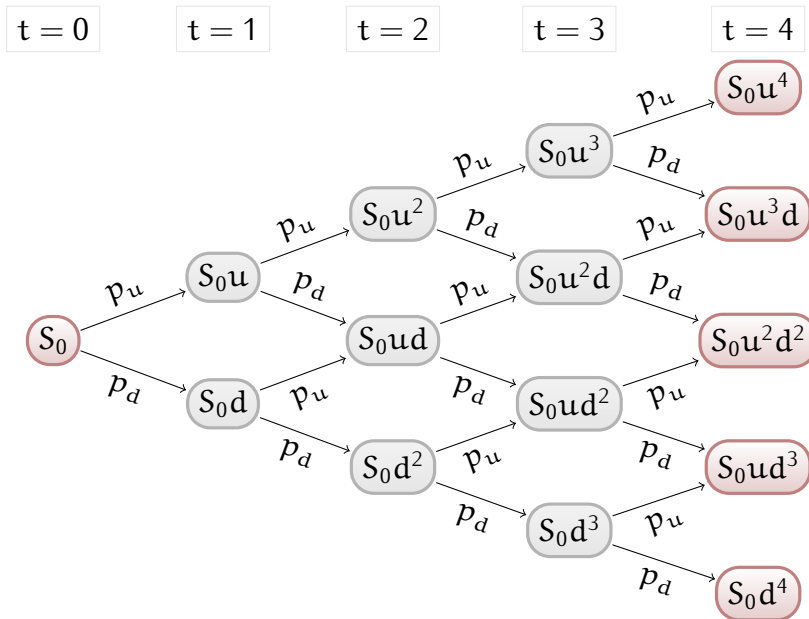 t = 0 t = 1 t = 2 t = 3 t = 4
S₀u⁴
p_u
S₀u³
p_u p_d
S₀u² S₀u³d
p_u p_d p_u
S₀u S₀u²d
p_u p_d p_u p_d
S₀ S₀ud S₀u²d²
p_d p_u p_d p_u
S₀d S₀ud²
p_d p_u p_d
S₀d² S₀ud³
p_d p_u
S₀d³
p_d
S₀d⁴